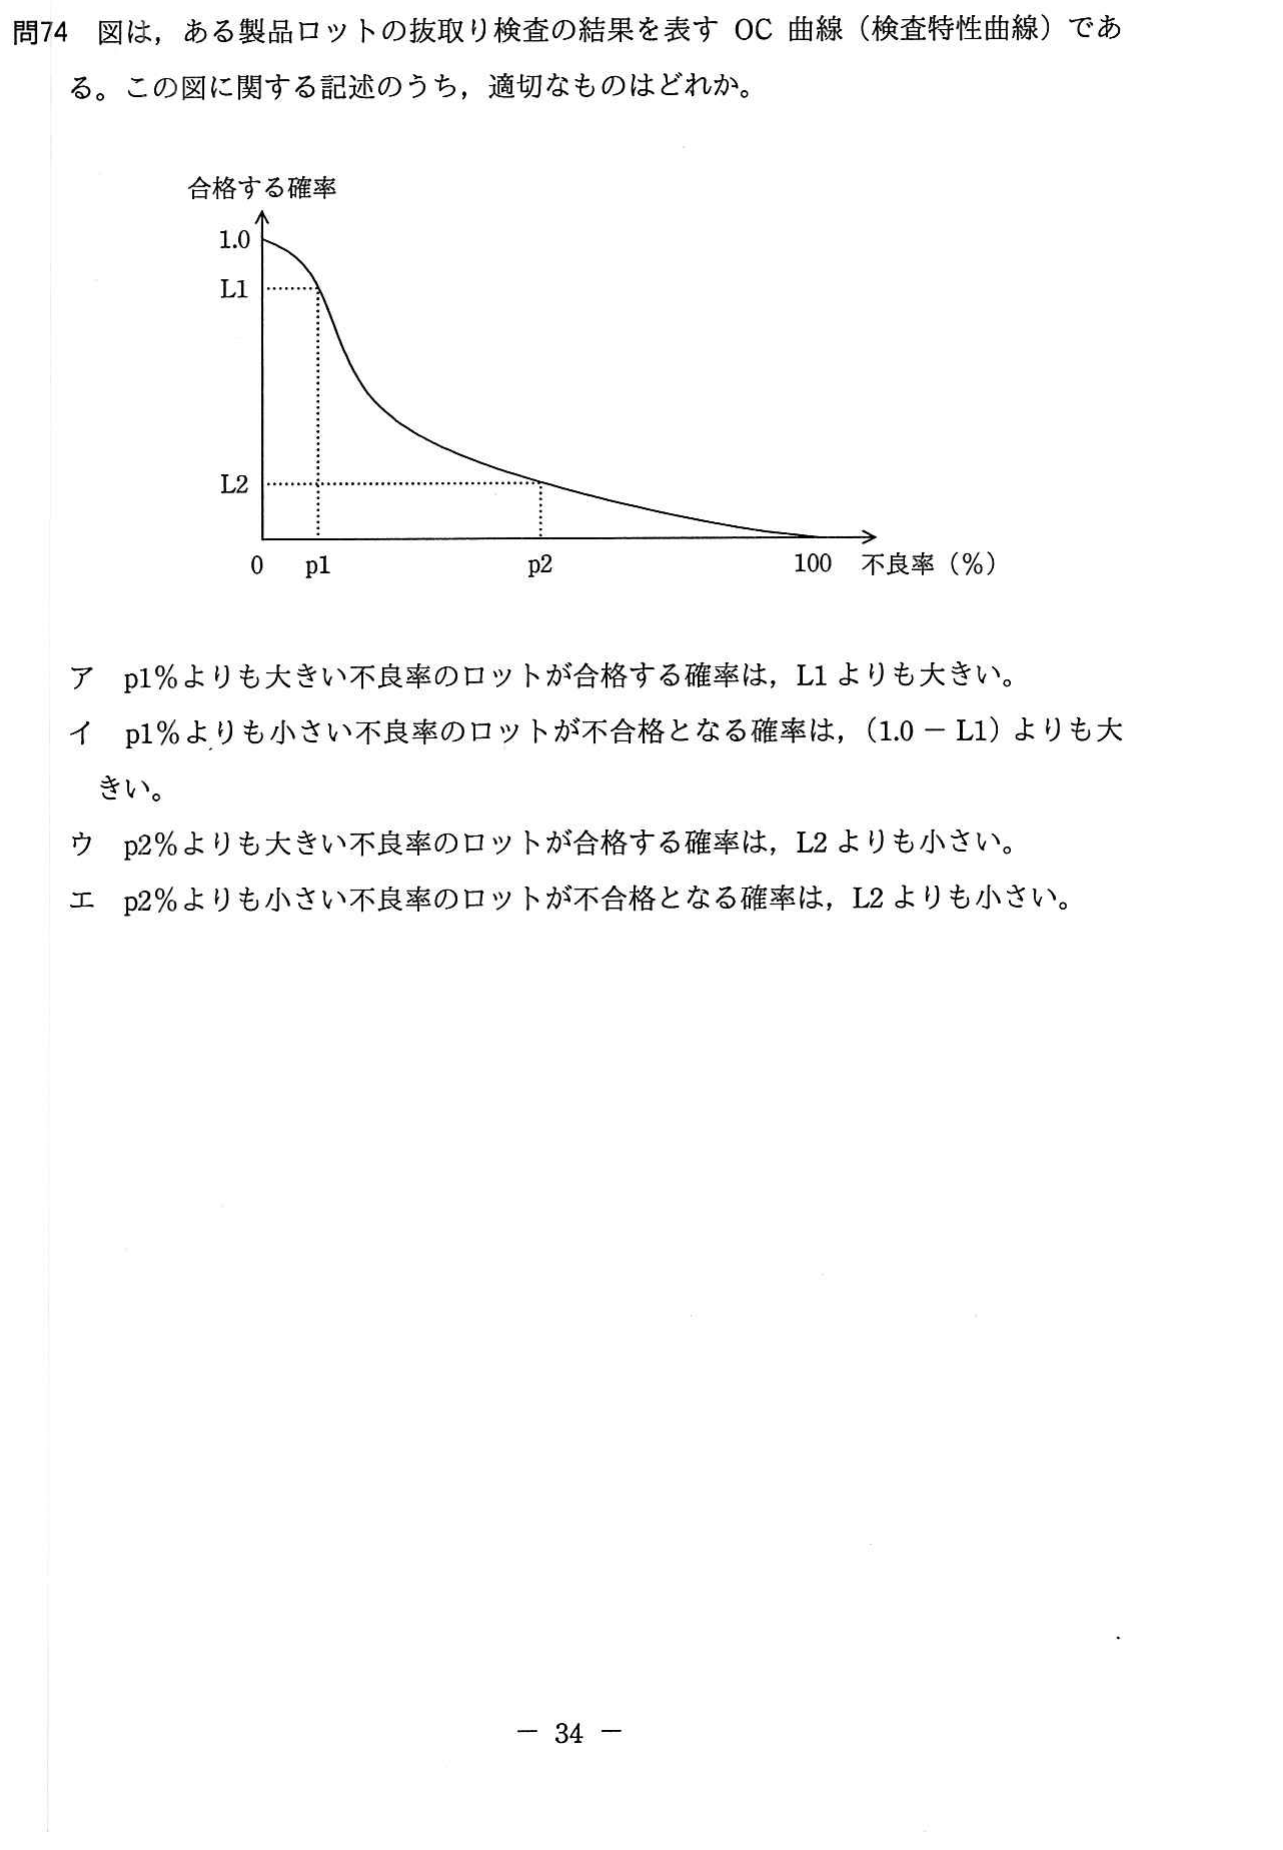 問74 図は，ある製品ロットの抜取り検査の結果を表す OC 曲線（検査特性曲線）であ
る。この図に関する記述のうち，適切なものはどれか。
合格する確率
1.0
L1
L2
0 p1 p2 100 不良率（％）
ア p1％よりも大きい不良率のロットが合格する確率は，L1 よりも大きい。
イ p1％よりも小さい不良率のロットが不合格となる確率は，（1.0 － L1）よりも大
きい。
ウ p2％よりも大きい不良率のロットが合格する確率は，L2 よりも小さい。
エ p2％よりも小さい不良率のロットが不合格となる確率は，L2 よりも小さい。
－ 34 －